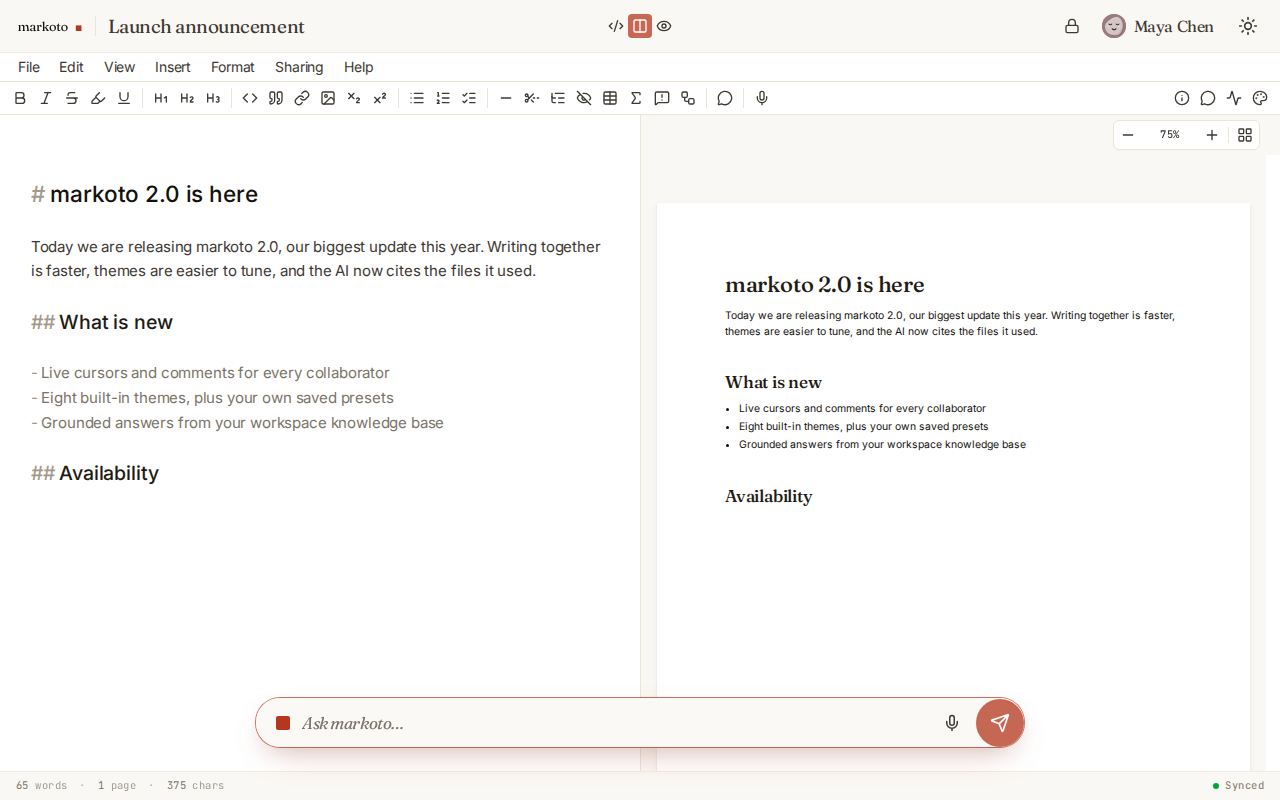 markoto
Launch announcement
Maya Chen
File Edit View Insert Format Sharing Help
H1 H2 H3
75%
# markoto 2.0 is here
Today we are releasing markoto 2.0, our biggest update this year. Writing together
is faster, themes are easier to tune, and the AI now cites the files it used.
## What is new
- Live cursors and comments for every collaborator
- Eight built-in themes, plus your own saved presets
- Grounded answers from your workspace knowledge base
## Availability
markoto 2.0 is here
Today we are releasing markoto 2.0, our biggest update this year. Writing together is faster,
themes are easier to tune, and the AI now cites the files it used.
What is new
• Live cursors and comments for every collaborator
• Eight built-in themes, plus your own saved presets
• Grounded answers from your workspace knowledge base
Availability
Ask markoto...
65 words · 1 page · 375 chars
Synced